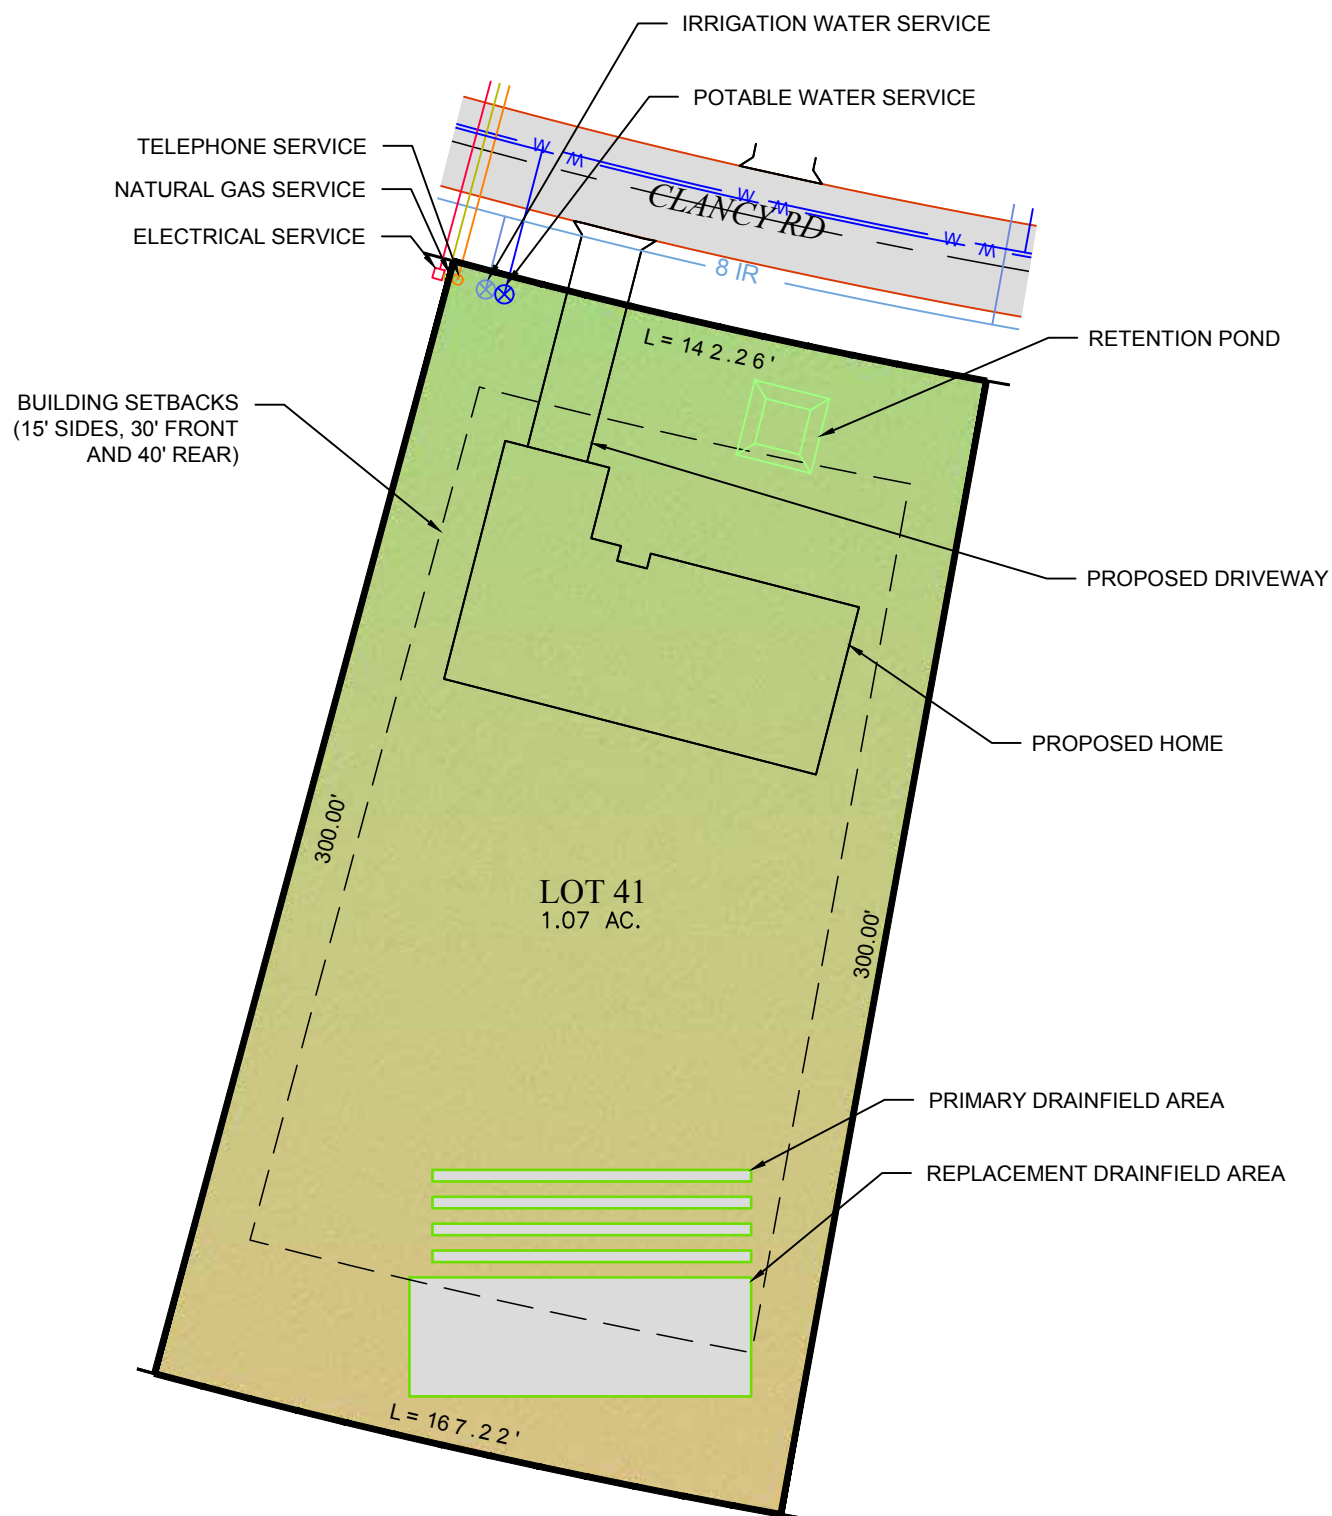 IRRIGATION WATER SERVICE
POTABLE WATER SERVICE
TELEPHONE SERVICE
NATURAL GAS SERVICE
ELECTRICAL SERVICE
W W W W W W
CLANCY RD
8 IR
L = 142.26'
RETENTION POND
BUILDING SETBACKS
(15' SIDES, 30' FRONT
AND 40' REAR)
PROPOSED DRIVEWAY
PROPOSED HOME
300.00'
LOT 41
1.07 AC.
300.00'
PRIMARY DRAINFIELD AREA
REPLACEMENT DRAINFIELD AREA
L = 167.22'